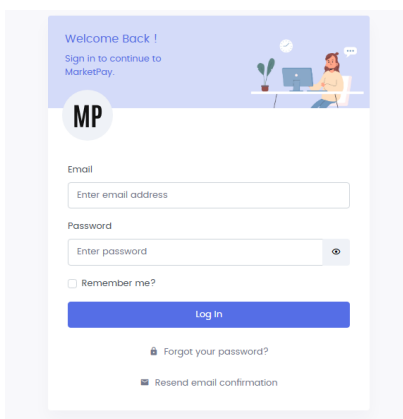 Welcome Back !
Sign in to continue to
MarketPay.
MP
Email
Enter email address
Password
Enter password
Remember me?
Log In
Forgot your password?
Resend email confirmation